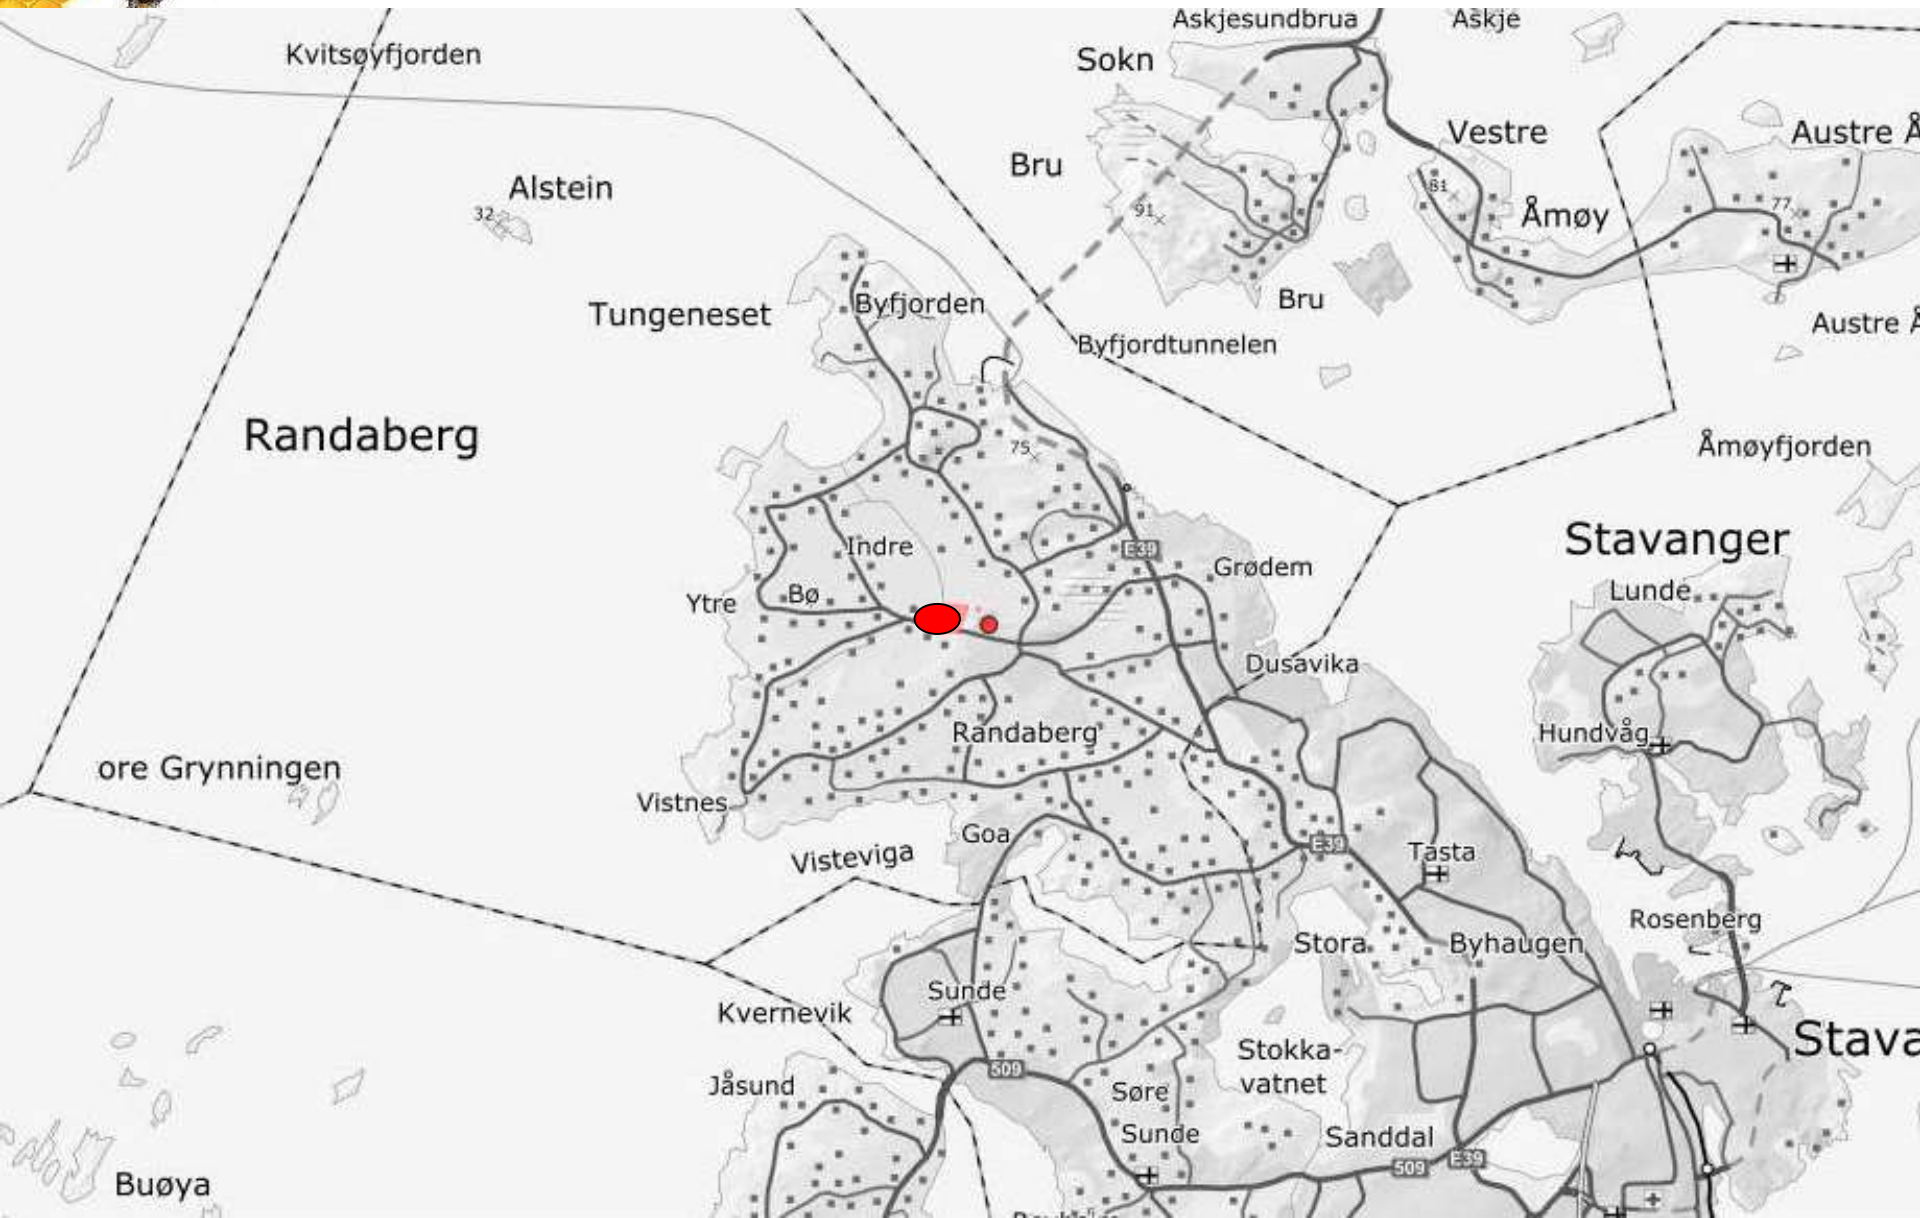 Askjesundbrua
Askje
Kvitsøyfjorden
Sokn
Vestre
Austre Å
Bru
81
Alstein
32
91
77
Åmøy
Byfjorden
Bru
Tungeneset
Austre Å
Byfjordtunnelen
Randaberg
75
Åmøyfjorden
Stavanger
Indre
E39
Grødem
Lunde
Ytre
Bø
Dusavika
Randaberg
Hundvåg
ore Grynningen
Vistnes
Goa
E39
Visteviga
Tasta
Rosenberg
Stora
Byhaugen
Sunde
Kvernevik
Stava
Stokka-
vatnet
509
Jåsund
Søre
Sunde
Sanddal
509
E39
Buøya